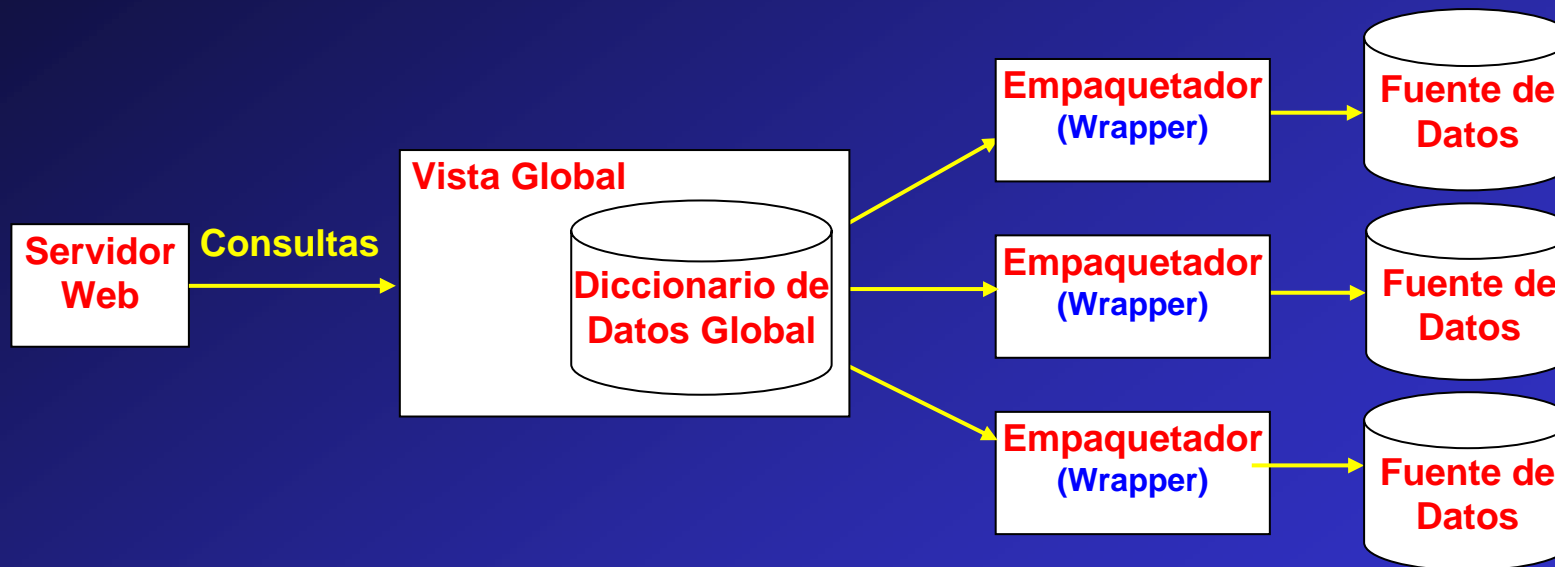 Servidor
Web
Consultas
Vista Global
Diccionario de
Datos Global
Empaquetador
(Wrapper)
Fuente de
Datos
Empaquetador
(Wrapper)
Fuente de
Datos
Empaquetador
(Wrapper)
Fuente de
Datos